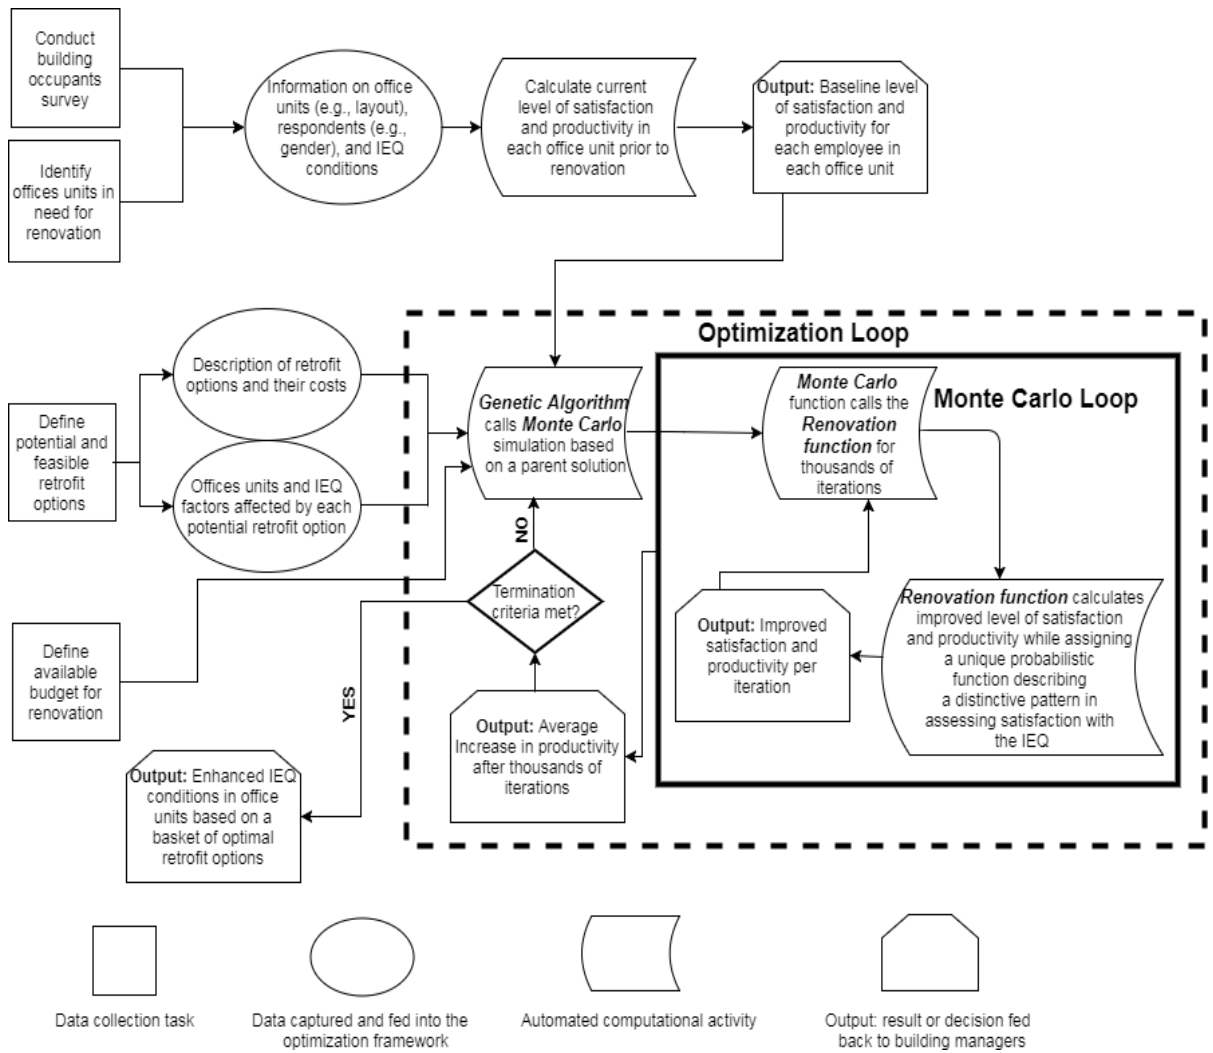 Conduct
building
occupants
survey
Identify
offices units in
need for
renovation
Information on office
units (e.g., layout),
respondents (e.g.,
gender), and IEQ
conditions
Calculate current
level of satisfaction
and productivity in
each office unit prior to
renovation
Output: Baseline level
of satisfaction and
productivity for
each employee in
each office unit
Define
potential and
feasible
retrofit
options
Description of retrofit
options and their costs
Offices units and IEQ
factors affected by each
potential retrofit option
Define
available
budget for
renovation
Optimization Loop
Genetic Algorithm
calls Monte Carlo
simulation based
on a parent solution
Monte Carlo Loop
Monte Carlo
function calls the
Renovation
function for
thousands of
iterations
Renovation function calculates
improved level of satisfaction
and productivity while assigning
a unique probabilistic
function describing
a distinctive pattern in
assessing satisfaction with
the IEQ
Output: Improved
satisfaction and
productivity per
iteration
Output: Average
Increase in productivity
after thousands of
iterations
NO
Termination
criteria met?
YES
Output: Enhanced IEQ
conditions in office
units based on a
basket of optimal
retrofit options
Data collection task
Data captured and fed into the
optimization framework
Automated computational activity
Output: result or decision fed
back to building managers